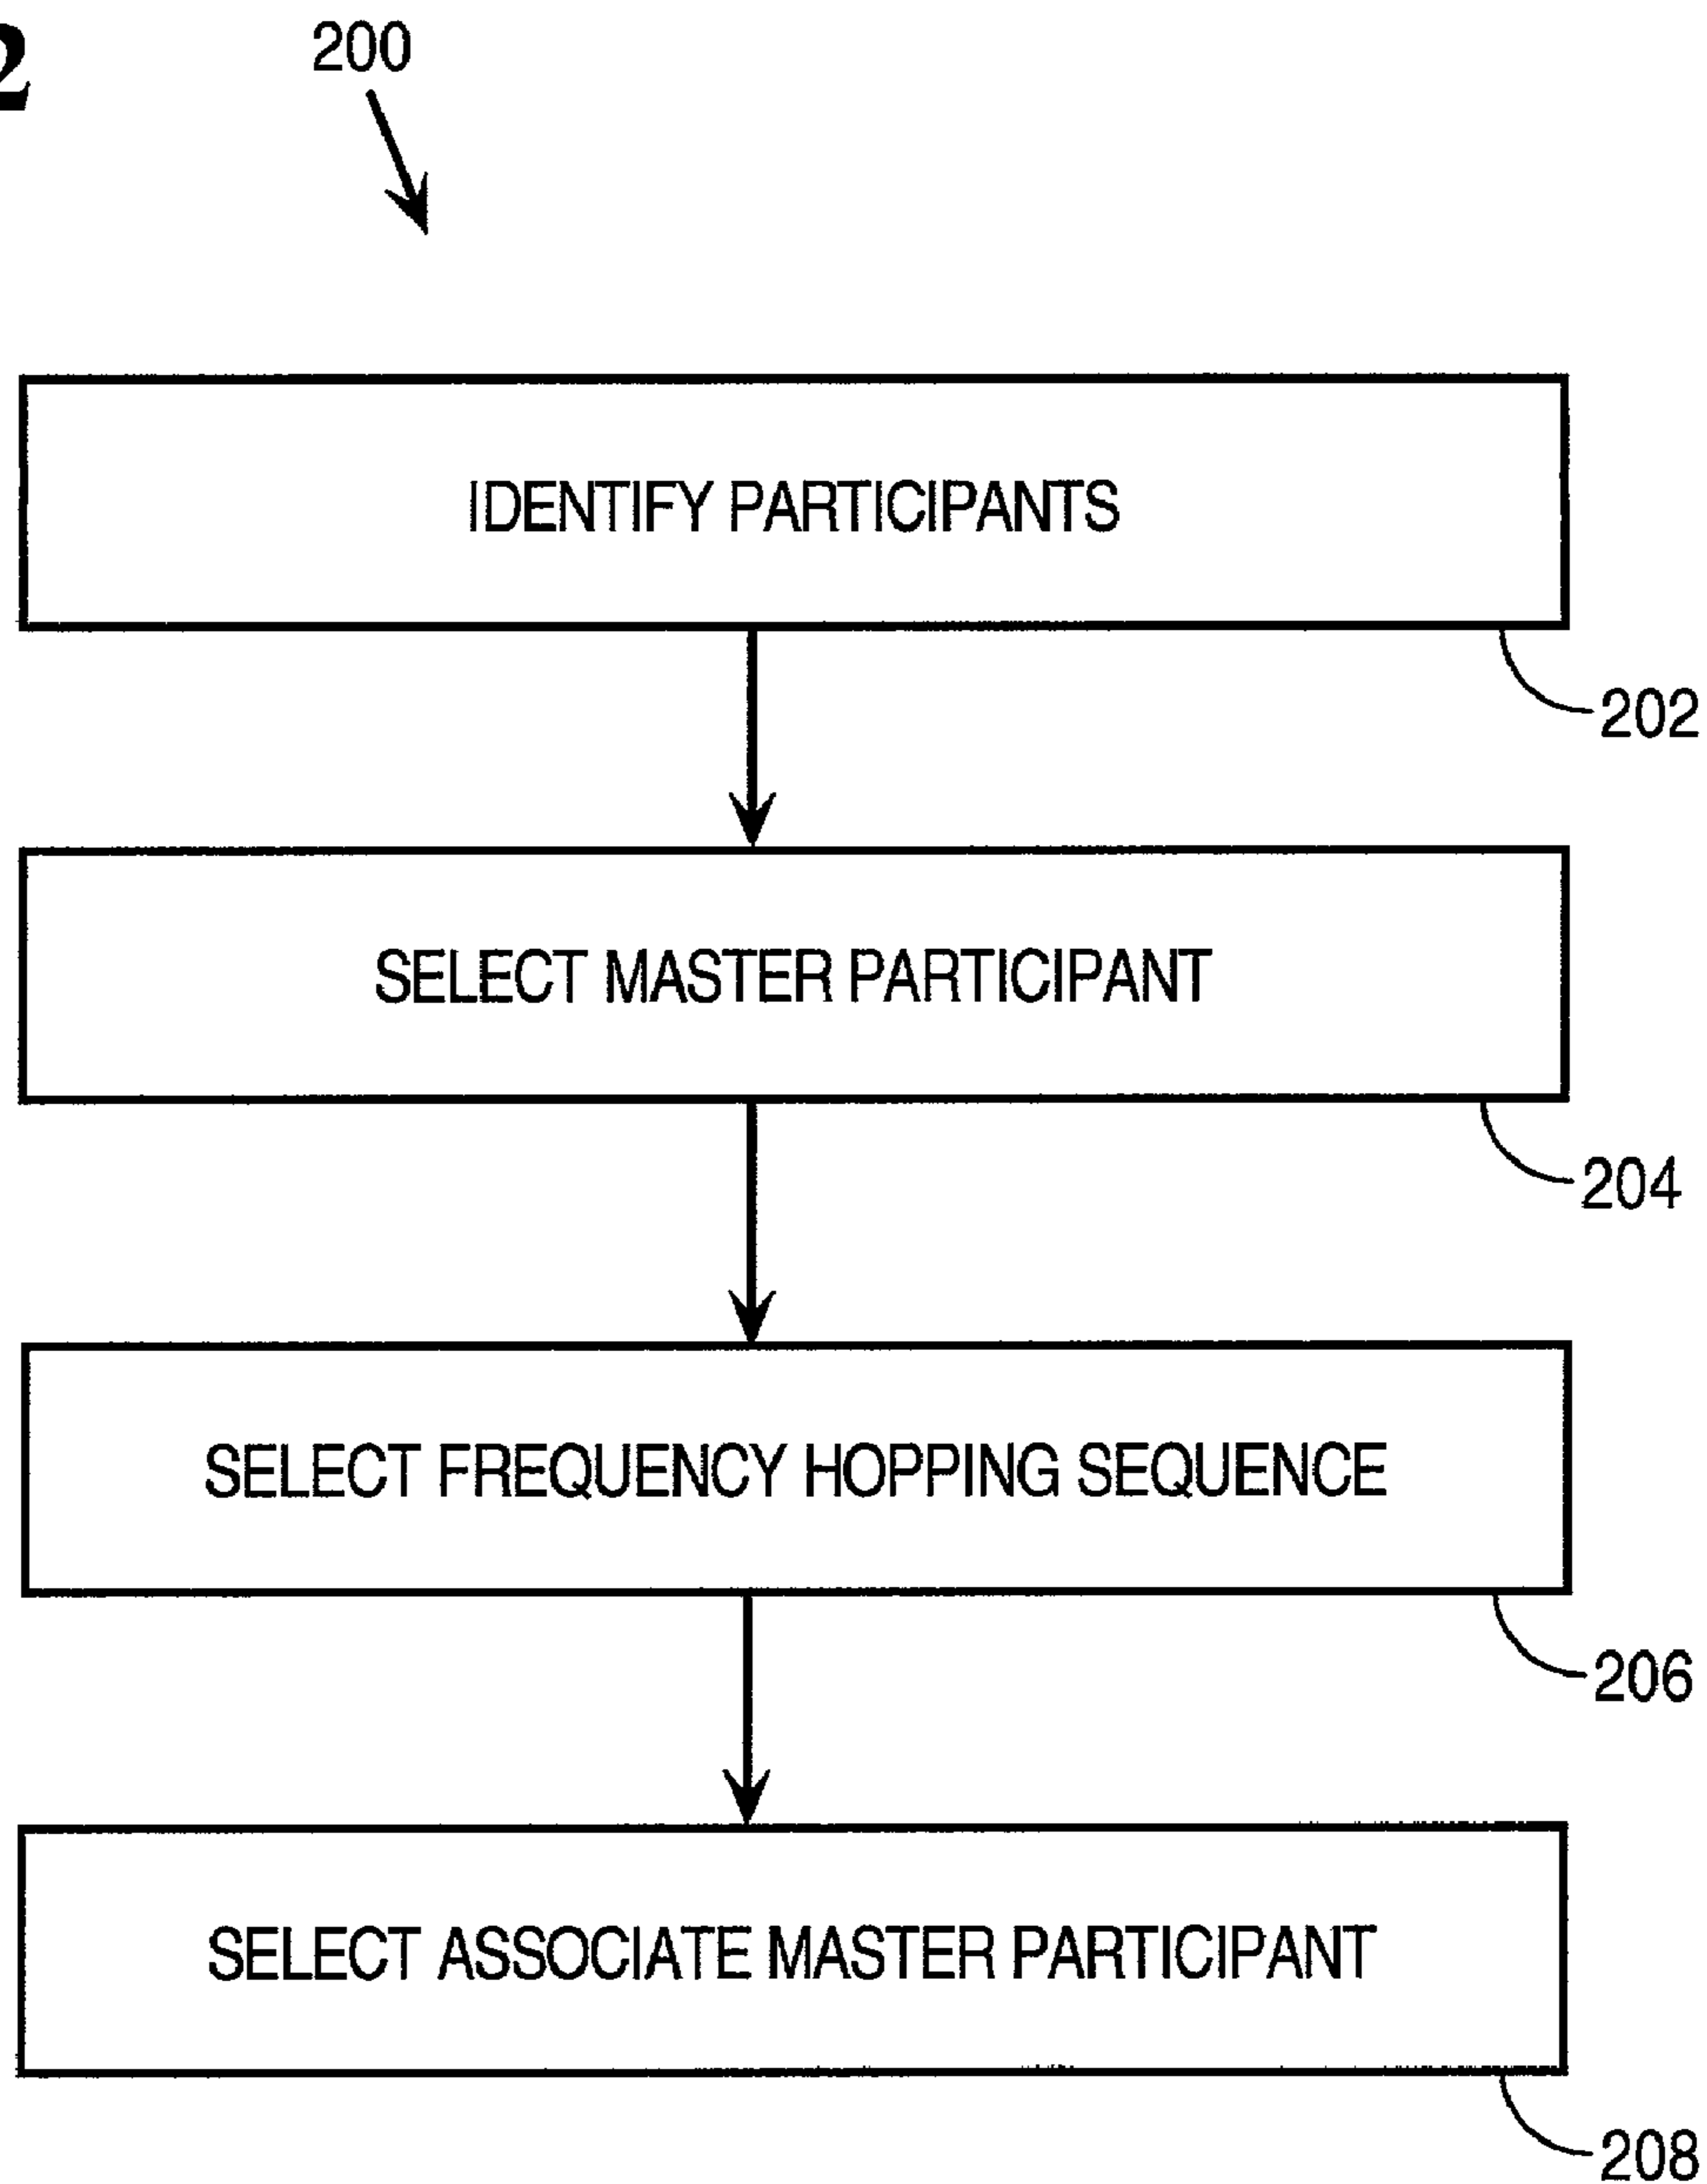 2
200
IDENTIFY PARTICIPANTS
202
SELECT MASTER PARTICIPANT
204
SELECT FREQUENCY HOPPING SEQUENCE
206
SELECT ASSOCIATE MASTER PARTICIPANT
208